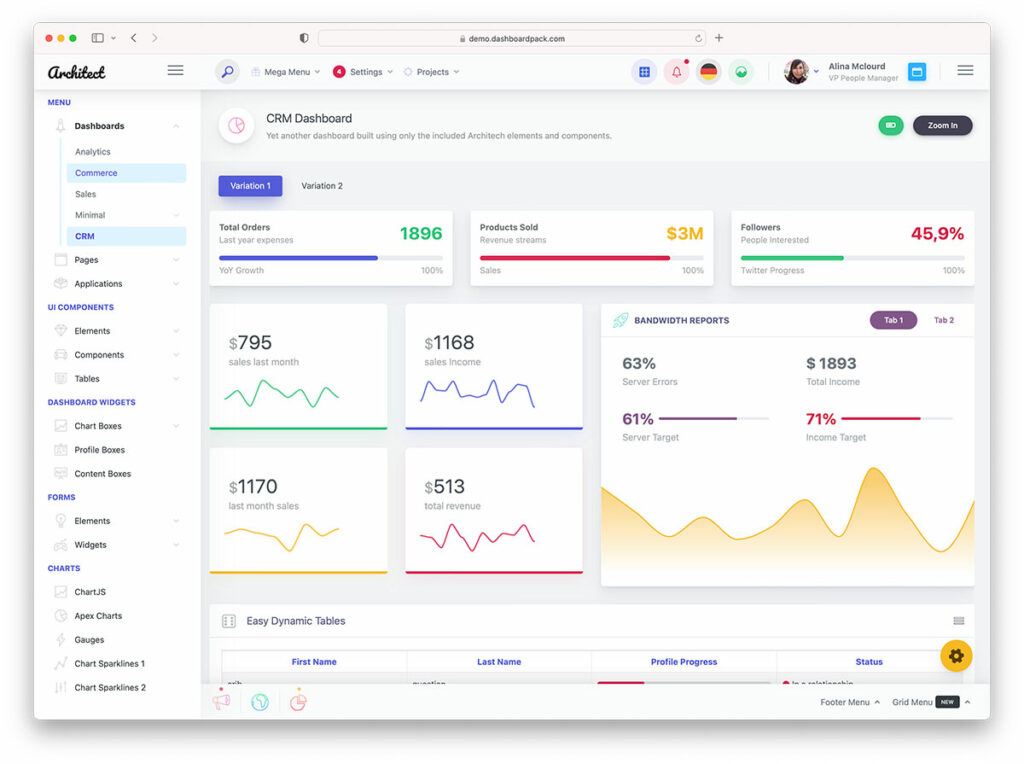 demo.dashboardpack.com
Architect
Mega Menu
4
Settings
Projects
Alina Mclourd
VP People Manager
MENU
Dashboards
Analytics
Commerce
Sales
Minimal
CRM
Pages
Applications
UI COMPONENTS
Elements
Components
Tables
DASHBOARD WIDGETS
Chart Boxes
Profile Boxes
Content Boxes
FORMS
Elements
Widgets
CHARTS
ChartJS
Apex Charts
Gauges
Chart Sparklines 1
Chart Sparklines 2
CRM Dashboard
Yet another dashboard built using only the included Architech elements and components.
Zoom In
Variation 1
Variation 2
Total Orders
Last year expenses
1896
YoY Growth
100%
Products Sold
Revenue streams
$3M
Sales
100%
Followers
People Interested
45,9%
Twitter Progress
100%
$795
sales last month
$1168
sales Income
$1170
last month sales
$513
total revenue
BANDWIDTH REPORTS
Tab 1
Tab 2
63%
Server Errors
$ 1893
Total Income
61%
Server Target
71%
Income Target
Easy Dynamic Tables
First Name
Last Name
Profile Progress
Status
question
In a relationship
Footer Menu
Grid Menu
NEW